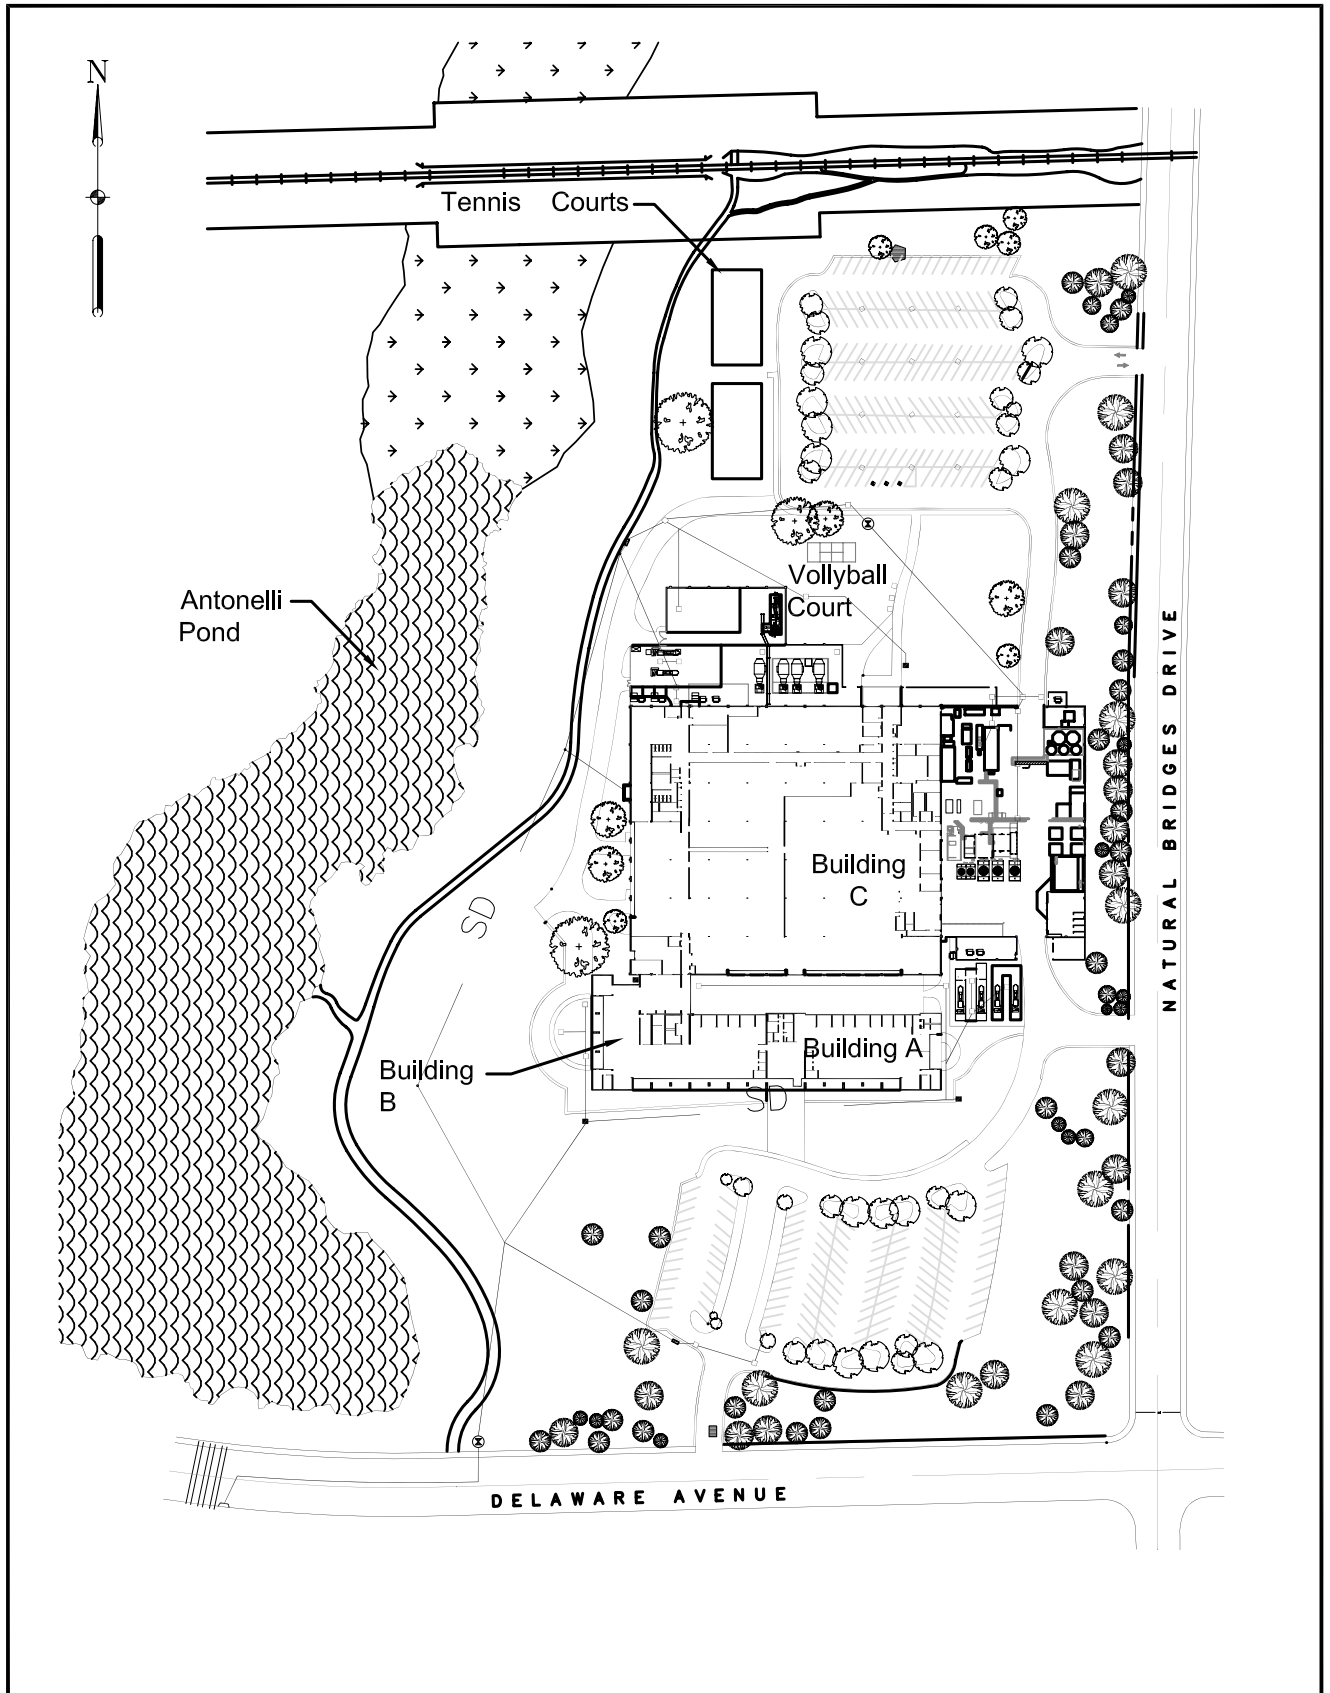 N
Tennis Courts
Vollyball
Court
Antonelli
Pond
NATURAL BRIDGES DRIVE
Building
C
SD
Building A
Building
B
SD
DELAWARE AVENUE